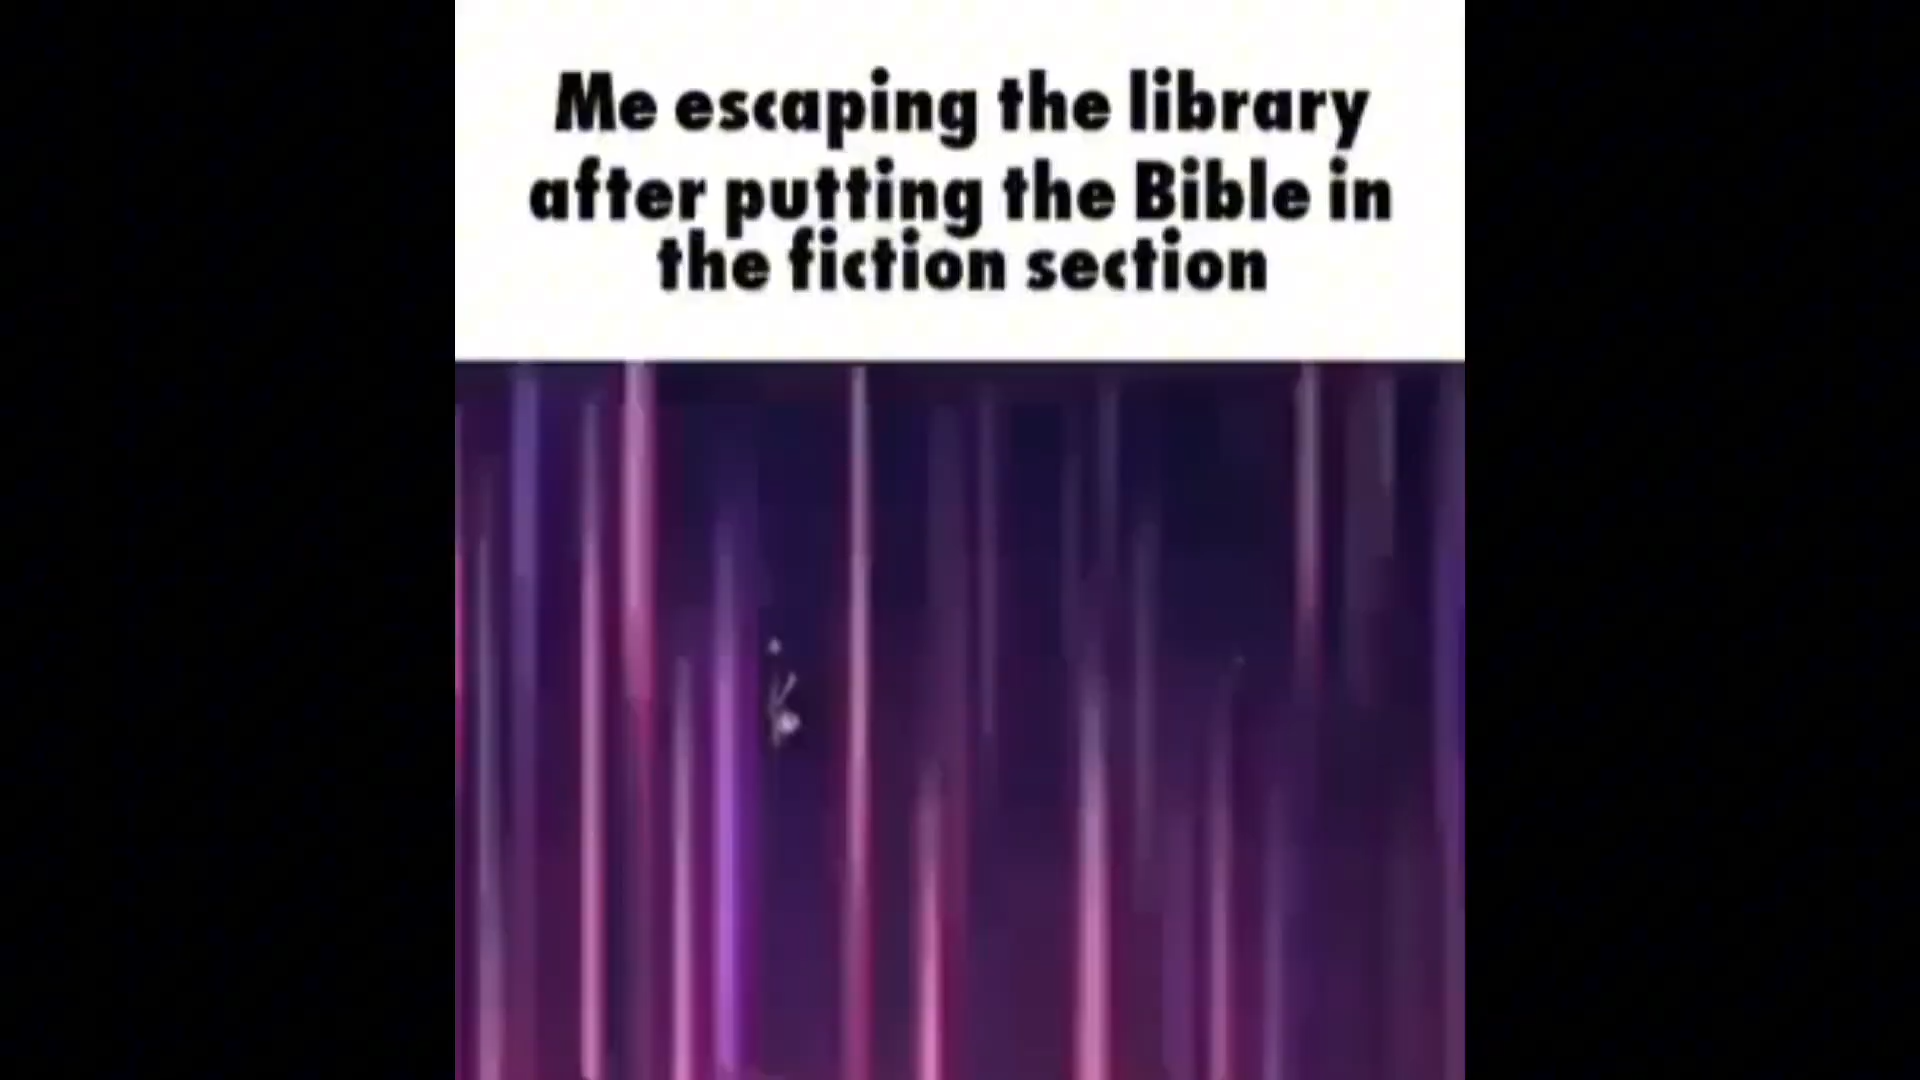 Me escaping the library
after putting the Bible in
the fiction section